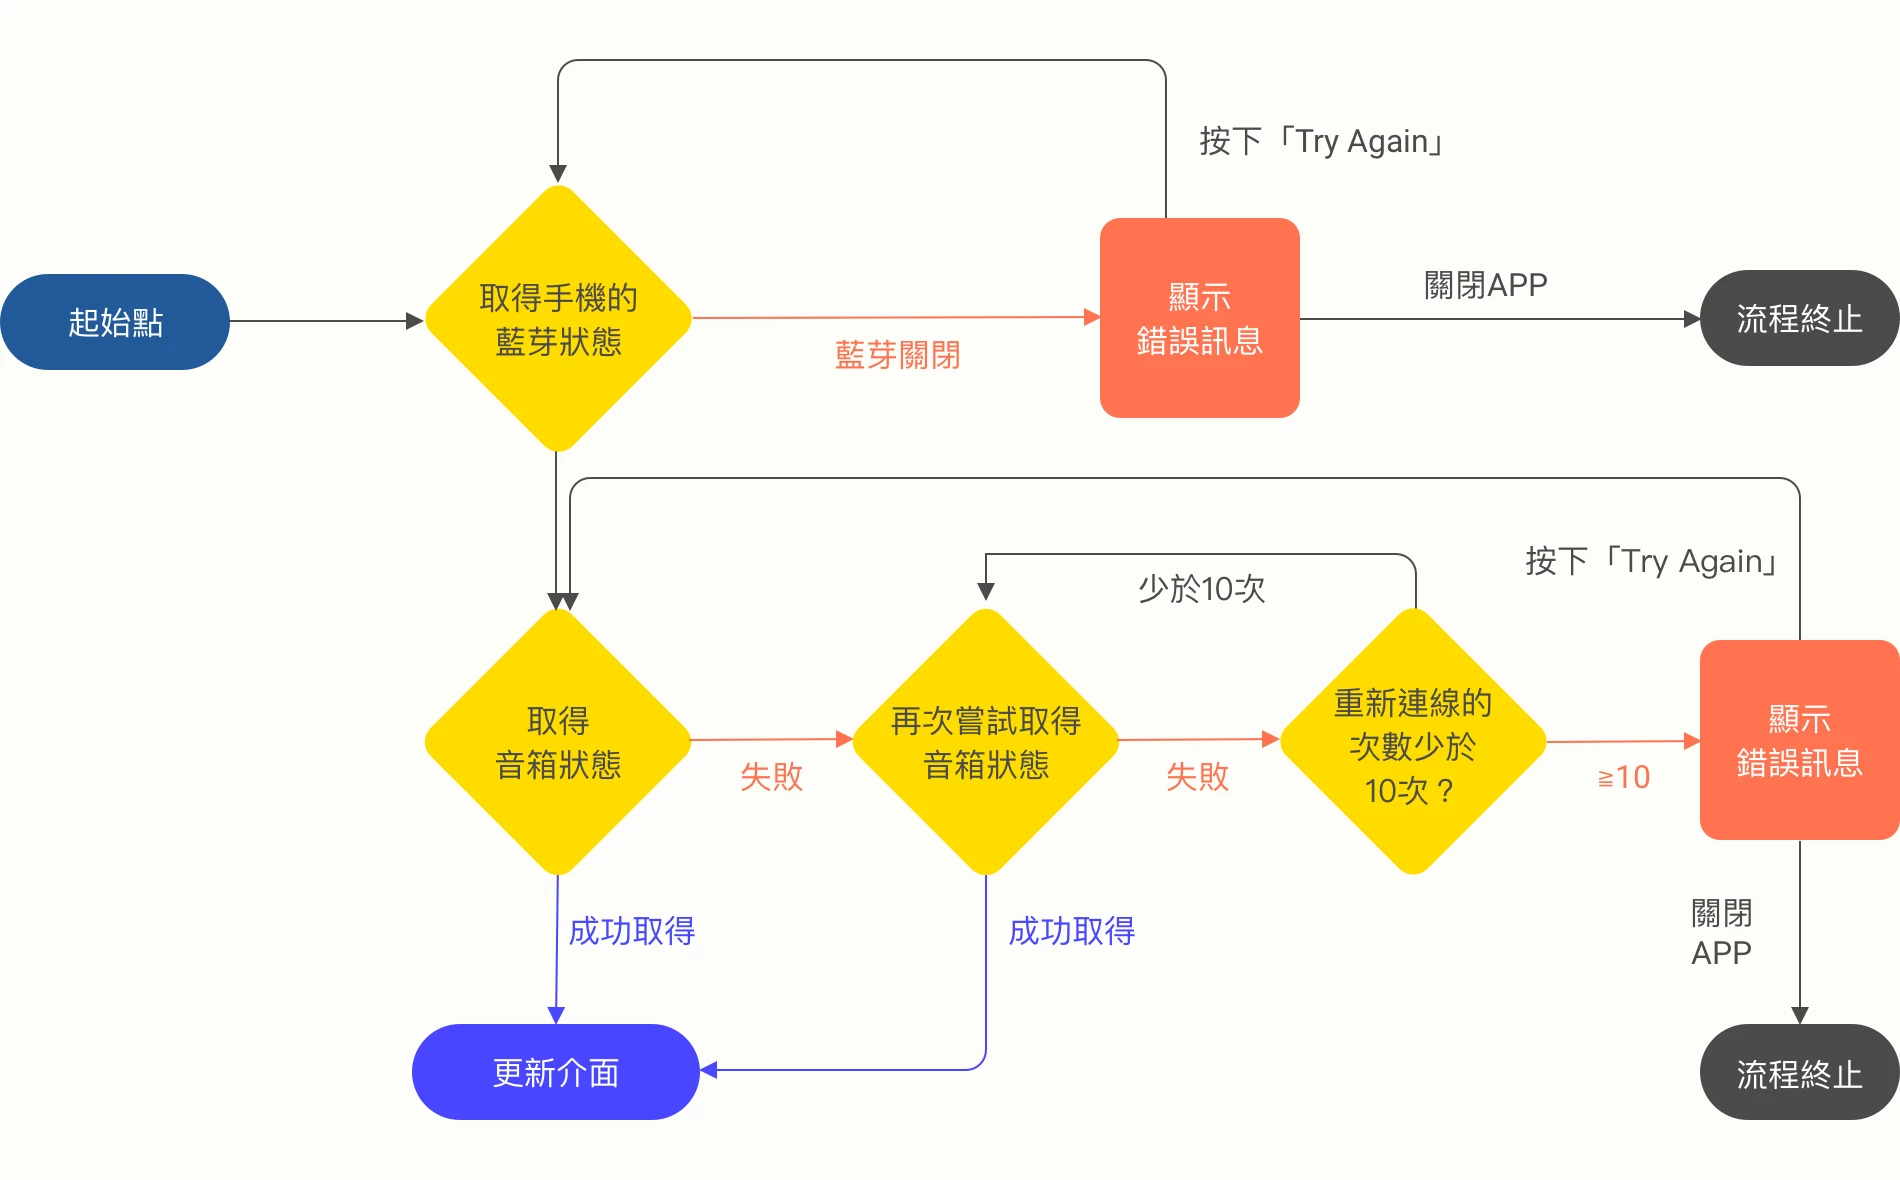 按下「Try Again」
起始點
取得手機的
藍芽狀態
藍芽關閉
顯示
錯誤訊息
關閉APP
流程終止
按下「Try Again」
少於10次
取得
音箱狀態
失敗
再次嘗試取得
音箱狀態
失敗
重新連線的
次數少於
10次？
≧10
顯示
錯誤訊息
成功取得
成功取得
關閉
APP
更新介面
流程終止